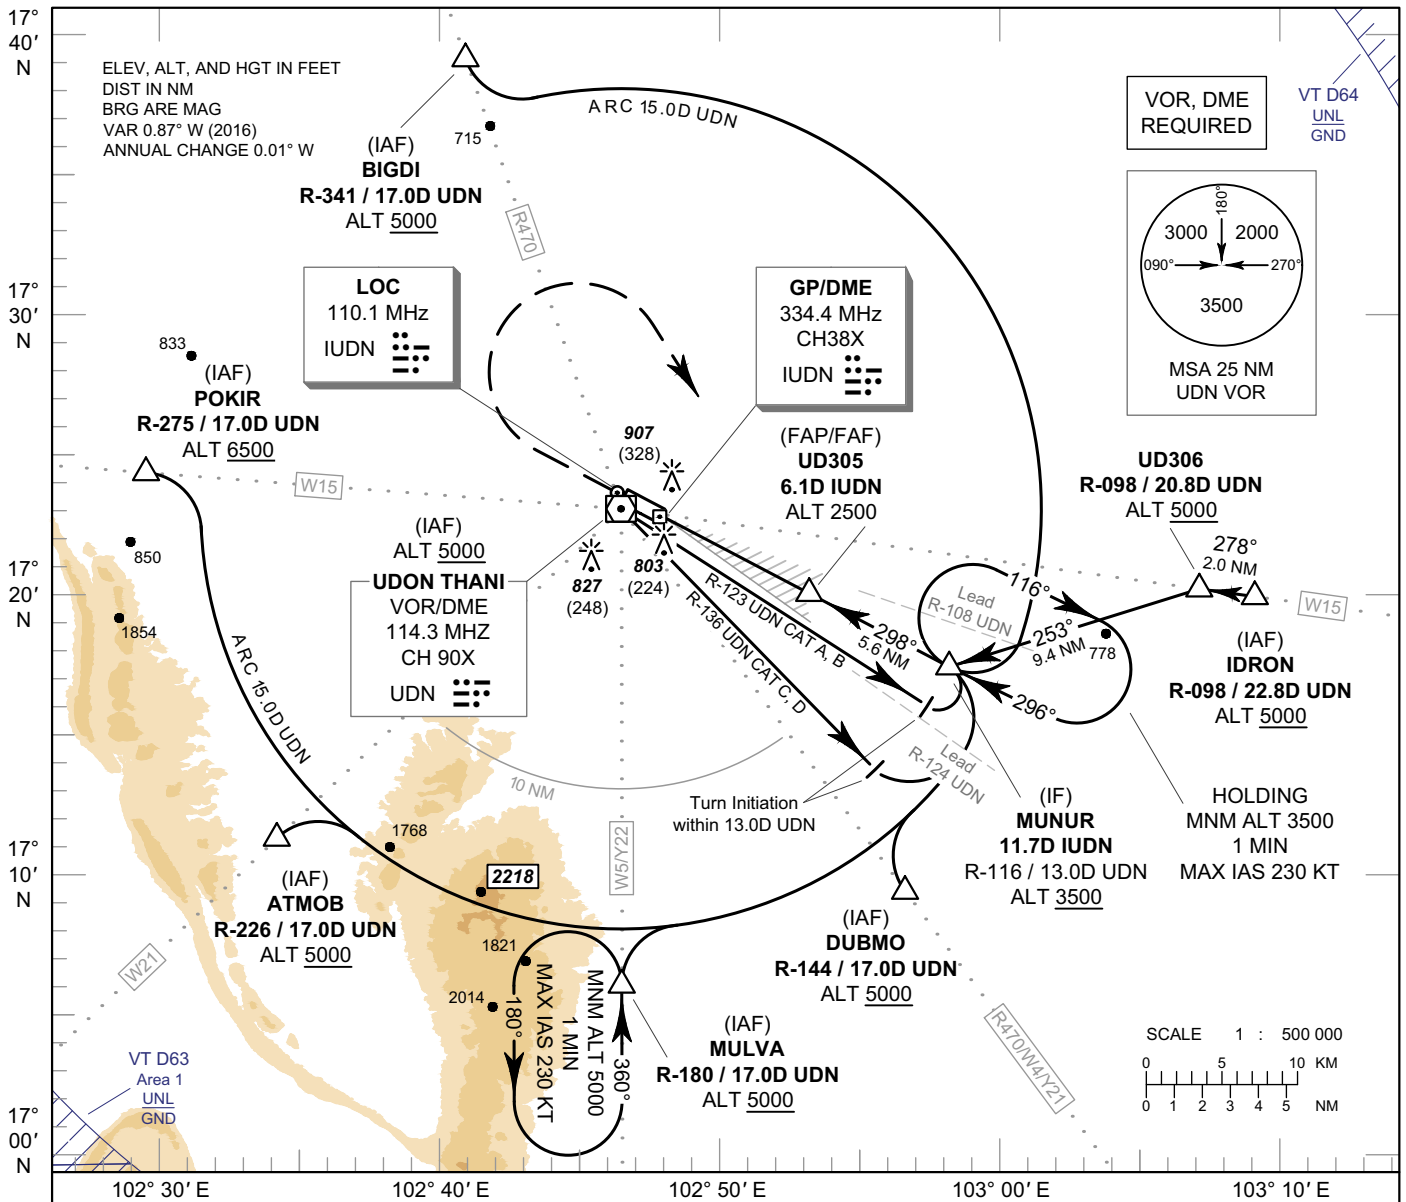 17°
40′
N
ELEV, ALT, AND HGT IN FEET
DIST IN NM
BRG ARE MAG
VAR 0.87° W (2016)
ANNUAL CHANGE 0.01° W
(IAF)
BIGDI
R-341 / 17.0D UDN
ALT 5000
715
R470
ARC 15.0D UDN
VOR, DME
REQUIRED
VT D64
UNL
GND
180°
3000
2000
090°
270°
3500
MSA 25 NM
UDN VOR
17°
30′
N
LOC
110.1 MHz
IUDN
GP/DME
334.4 MHz
CH38X
IUDN
833
(IAF)
POKIR
R-275 / 17.0D UDN
ALT 6500
W15
907
(328)
(FAP/FAF)
UD305
6.1D IUDN
ALT 2500
UD306
R-098 / 20.8D UDN
ALT 5000
278°
2.0 NM
W15
(IAF)
IDRON
R-098 / 22.8D UDN
ALT 5000
850
1854
17°
20′
N
(IAF)
ALT 5000
UDON THANI
VOR/DME
114.3 MHZ
CH 90X
UDN
827
(248)
803
(224)
R-123 UDN CAT A, B
R-136 UDN CAT C, D
298°
5.6 NM
Lead
R-108 UDN
116°
253°
9.4 NM
778
296°
Lead
R-124 UDN
ARC 15.0D UDN
10 NM
Turn Initiation
within 13.0D UDN
(IF)
MUNUR
11.7D IUDN
R-116 / 13.0D UDN
ALT 3500
HOLDING
MNM ALT 3500
1 MIN
MAX IAS 230 KT
17°
10′
N
1768
2218
W5/Y22
(IAF)
ATMOB
R-226 / 17.0D UDN
ALT 5000
W21
1821
2014
180°
MAX IAS 230 KT
1 MIN
MNM ALT 5000
360°
(IAF)
DUBMO
R-144 / 17.0D UDN
ALT 5000
(IAF)
MULVA
R-180 / 17.0D UDN
ALT 5000
R470/W4/Y21
SCALE 1 : 500 000
0 5 10 KM
0 1 2 3 4 5 NM
VT D63
Area 1
UNL
GND
17°
00′
N
102° 30′ E
102° 40′ E
102° 50′ E
103° 00′ E
103° 10′ E